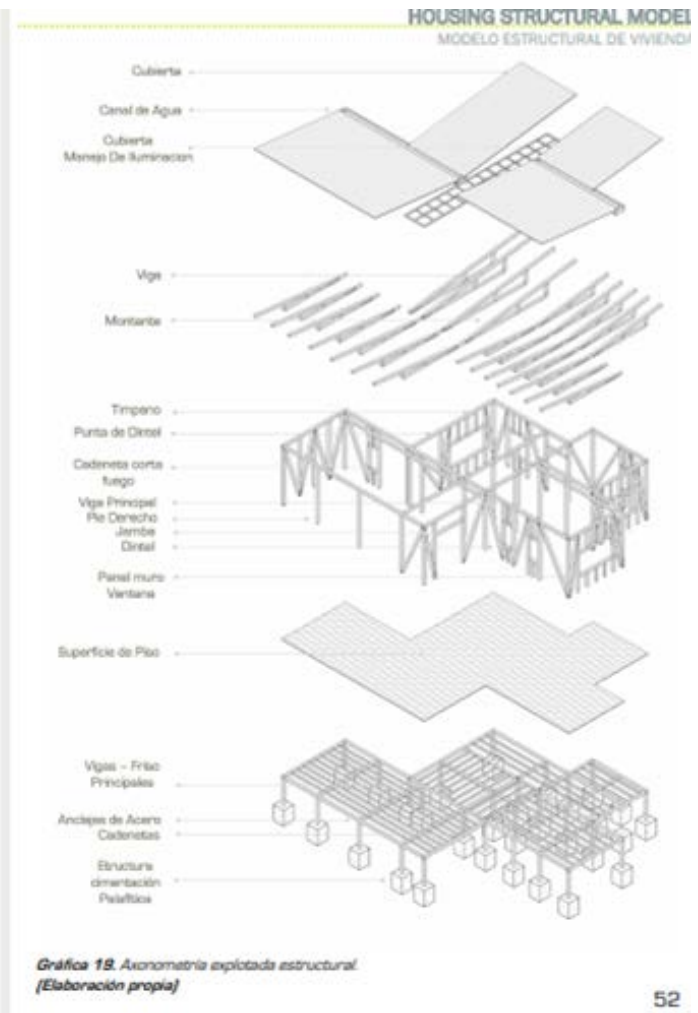 HOUSING STRUCTURAL MODEL
MODELO ESTRUCTURAL DE VIVIENDA
Cubierta
Canal de Agua
Cubierta
Manejo De Iluminacion
Viga
Montante
Timpano
Punta de Dintel
Cadeneta corta
fuego
Viga Principal
Pie Derecho
Jamba
Dintel
Panel muro
Ventana
Superficie de Piso
Vigas - Friso
Principales
Anclajes de Acero
Cadenetas
Estructura
cimentación
Palafítica
Gráfica 19. Axonometría explotada estructural.
(Elaboración propia)
52